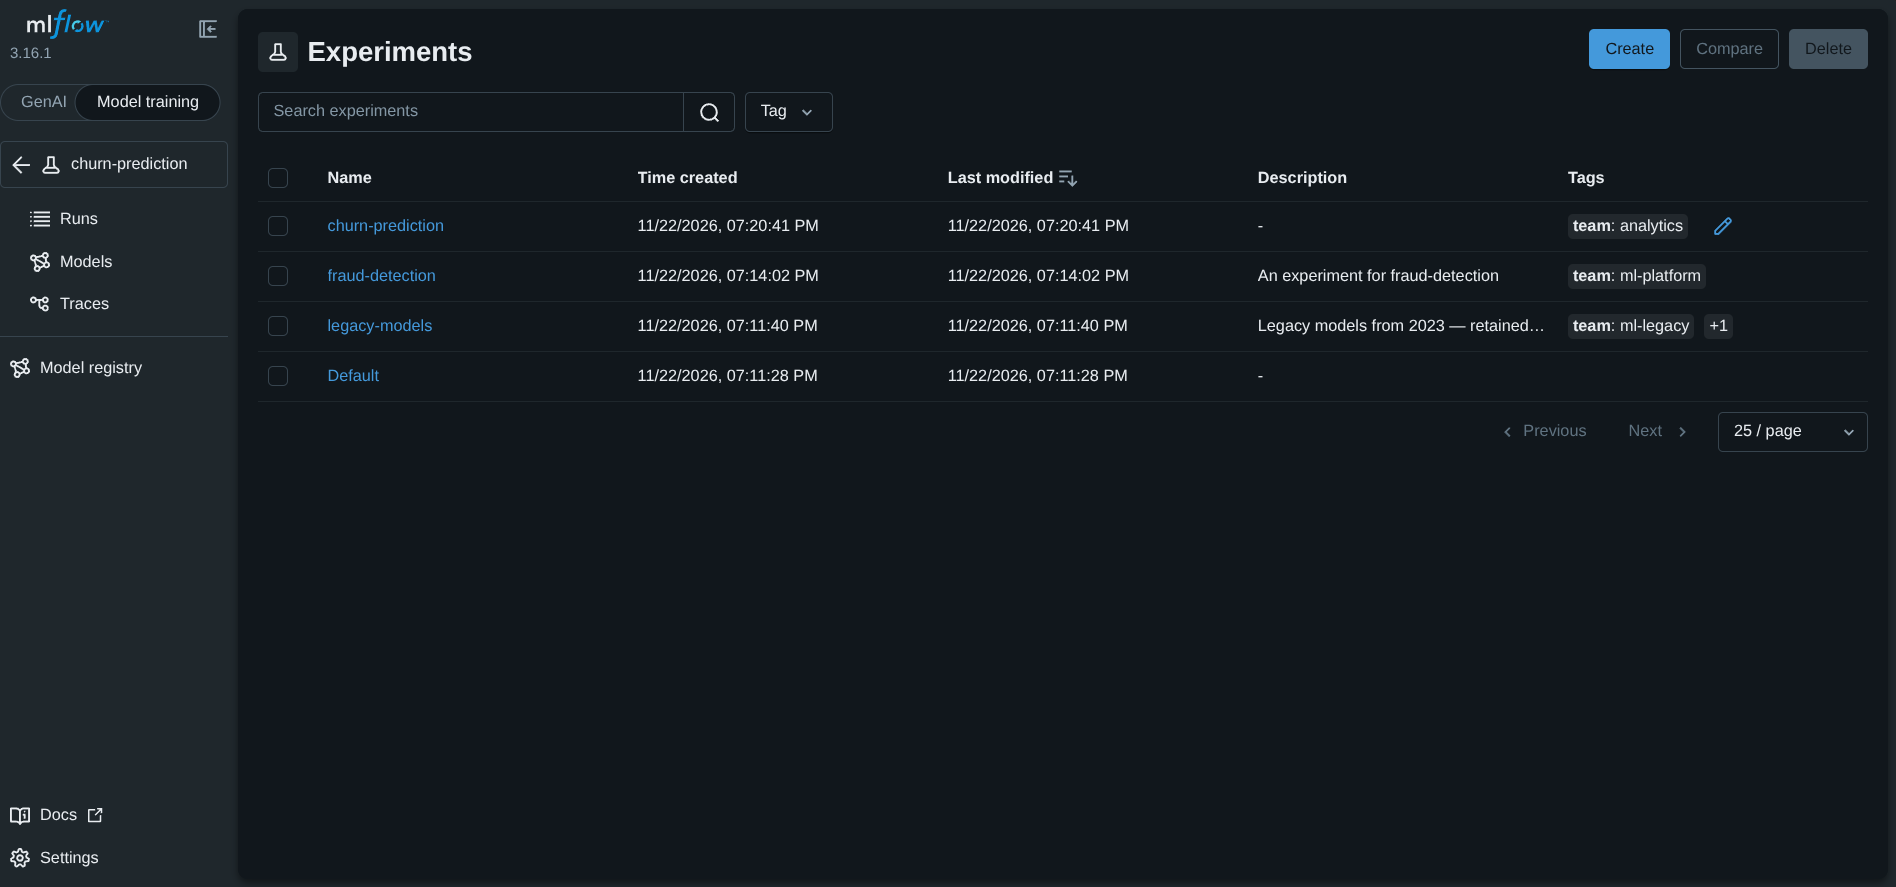 mlflow
3.16.1
GenAI Model training
churn-prediction
Runs
Models
Traces
Model registry
Docs
Settings
Experiments
Create Compare Delete
Search experiments Tag
Name Time created Last modified Description Tags
churn-prediction 11/22/2026, 07:20:41 PM 11/22/2026, 07:20:41 PM - team: analytics
fraud-detection 11/22/2026, 07:14:02 PM 11/22/2026, 07:14:02 PM An experiment for fraud-detection team: ml-platform
legacy-models 11/22/2026, 07:11:40 PM 11/22/2026, 07:11:40 PM Legacy models from 2023 — retained… team: ml-legacy +1
Default 11/22/2026, 07:11:28 PM 11/22/2026, 07:11:28 PM -
Previous Next 25 / page